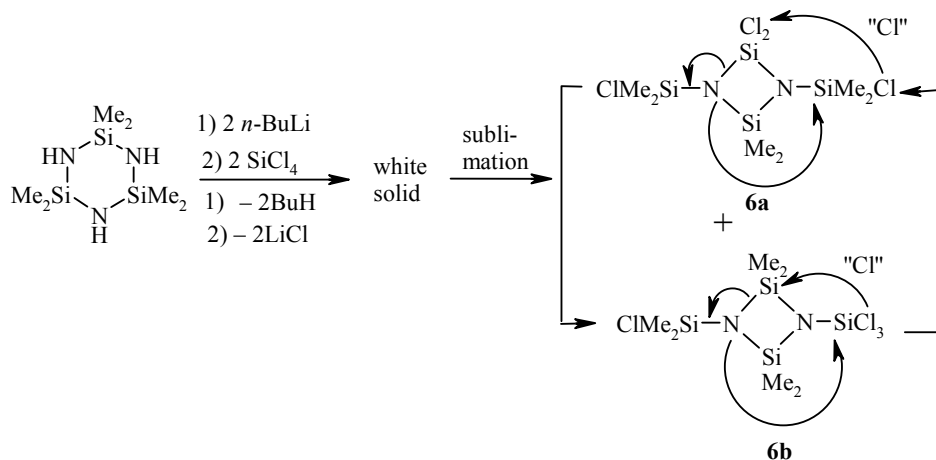 Me₂
Si
HN NH
Me₂Si SiMe₂
N
H
1) 2 n-BuLi
2) 2 SiCl₄
1) – 2BuH
2) – 2LiCl
white
solid
subli-
mation
Cl₂
Si
"Cl"
ClMe₂Si N N SiMe₂Cl
Si
Me₂
6a
+
Me₂
Si
"Cl"
ClMe₂Si N N SiCl₃
Si
Me₂
6b